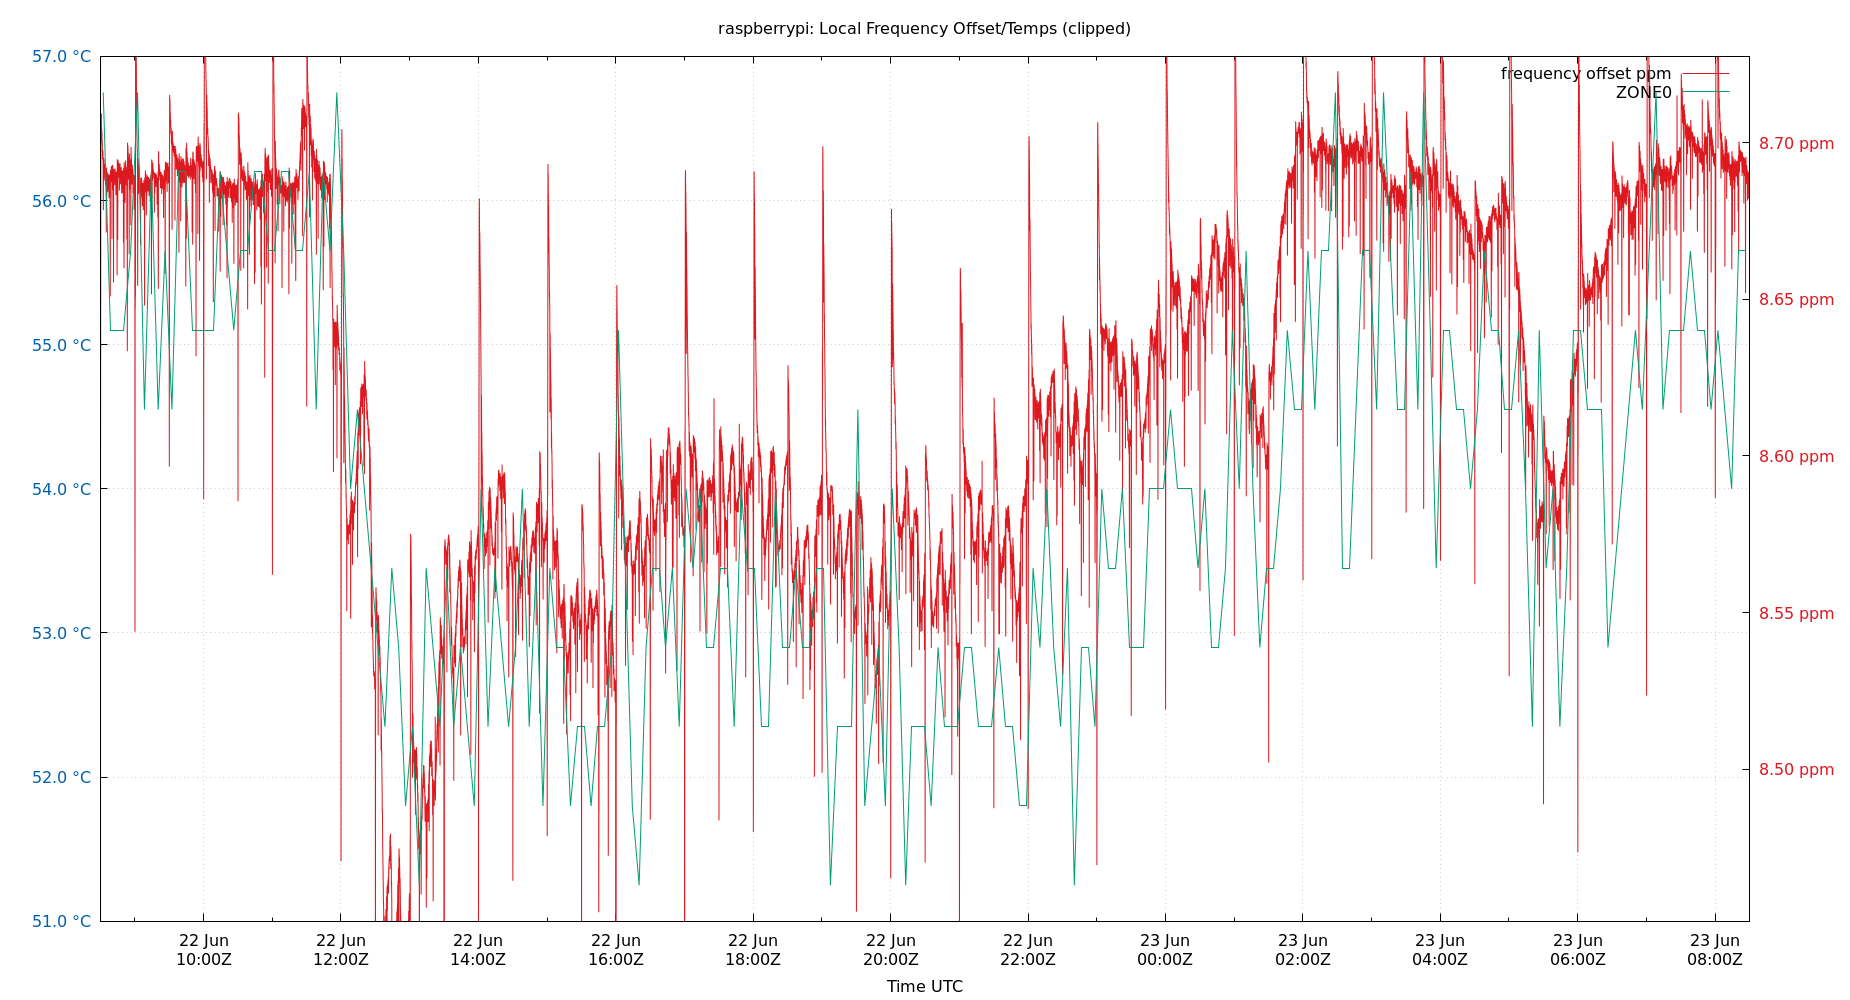 raspberrypi: Local Frequency Offset/Temps (clipped)
frequency offset ppm
ZONE0
57.0 °C
56.0 °C
55.0 °C
54.0 °C
53.0 °C
52.0 °C
51.0 °C
8.70 ppm
8.65 ppm
8.60 ppm
8.55 ppm
8.50 ppm
22 Jun
10:00Z
22 Jun
12:00Z
22 Jun
14:00Z
22 Jun
16:00Z
22 Jun
18:00Z
22 Jun
20:00Z
22 Jun
22:00Z
23 Jun
00:00Z
23 Jun
02:00Z
23 Jun
04:00Z
23 Jun
06:00Z
23 Jun
08:00Z
Time UTC